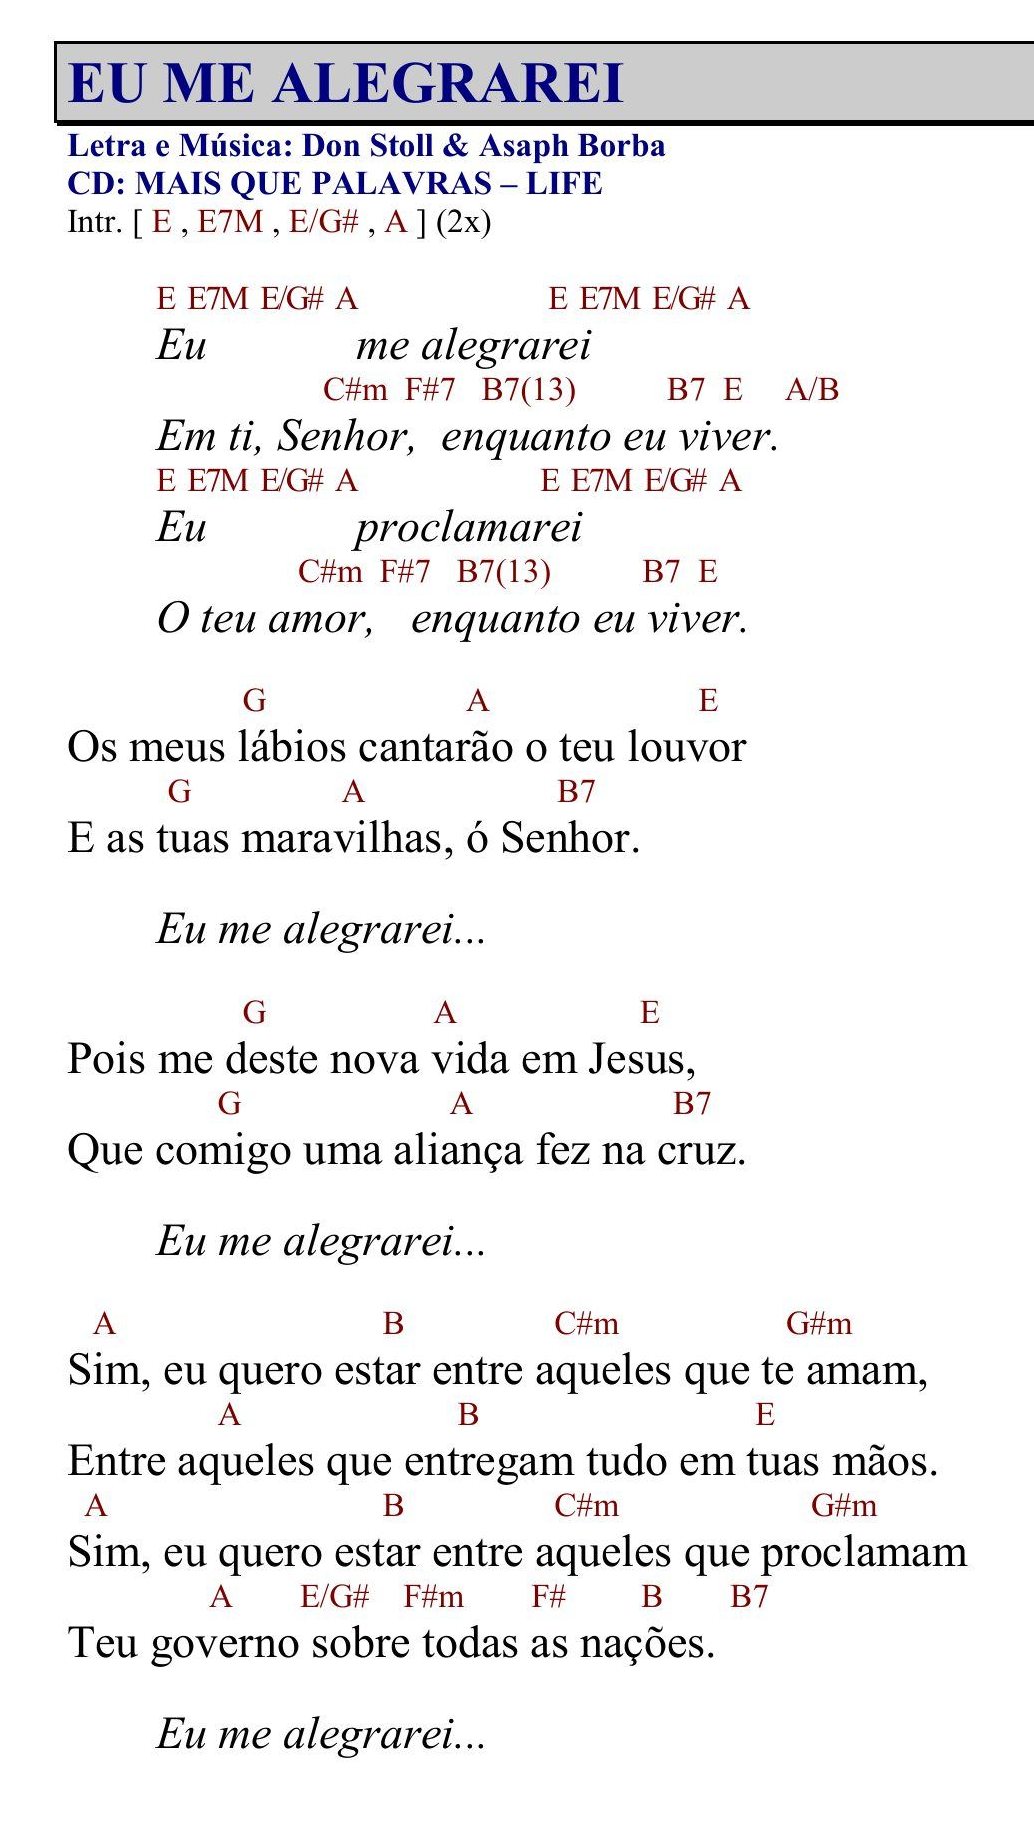 EU ME ALEGRAREI
Letra e Música: Don Stoll & Asaph Borba
CD: MAIS QUE PALAVRAS – LIFE
Intr. [ E , E7M , E/G# , A ] (2x)
E E7M E/G# A E E7M E/G# A
Eu me alegrarei
C#m F#7 B7(13) B7 E A/B
Em ti, Senhor, enquanto eu viver.
E E7M E/G# A E E7M E/G# A
Eu proclamarei
C#m F#7 B7(13) B7 E
O teu amor, enquanto eu viver.
G A E
Os meus lábios cantarão o teu louvor
G A B7
E as tuas maravilhas, ó Senhor.
Eu me alegrarei...
G A E
Pois me deste nova vida em Jesus,
G A B7
Que comigo uma aliança fez na cruz.
Eu me alegrarei...
A B C#m G#m
Sim, eu quero estar entre aqueles que te amam,
A B E
Entre aqueles que entregam tudo em tuas mãos.
A B C#m G#m
Sim, eu quero estar entre aqueles que proclamam
A E/G# F#m F# B B7
Teu governo sobre todas as nações.
Eu me alegrarei...